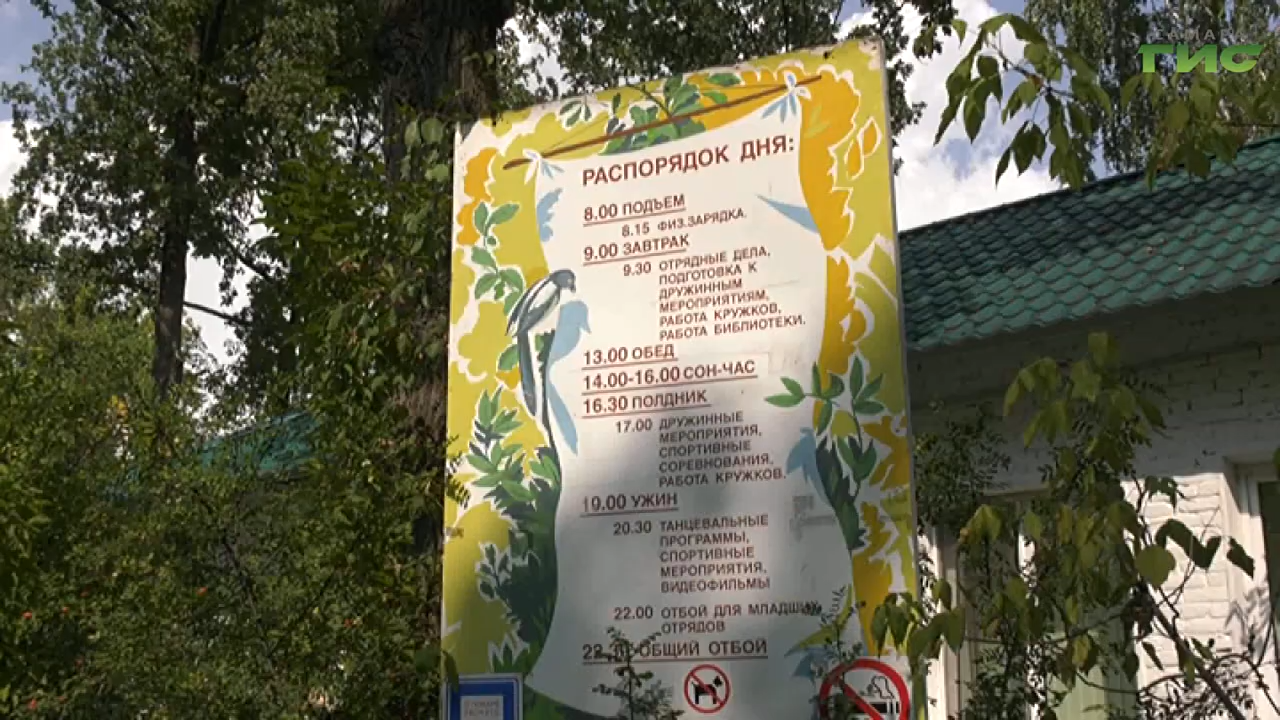 САМАРА
ГИС
РАСПОРЯДОК ДНЯ:
8.00 ПОДЪЕМ
8.15 ФИЗ.ЗАРЯДКА.
9.00 ЗАВТРАК
9.30 ОТРЯДНЫЕ ДЕЛА,
ПОДГОТОВКА К
ДРУЖИННЫМ
МЕРОПРИЯТИЯМ,
РАБОТА КРУЖКОВ,
РАБОТА БИБЛИОТЕКИ.
13.00 ОБЕД
14.00-16.00 СОН-ЧАС
16.30 ПОЛДНИК
17.00 ДРУЖИННЫЕ
МЕРОПРИЯТИЯ,
СПОРТИВНЫЕ
СОРЕВНОВАНИЯ,
РАБОТА КРУЖКОВ.
19.00 УЖИН
20.30 ТАНЦЕВАЛЬНЫЕ
ПРОГРАММЫ,
СПОРТИВНЫЕ
МЕРОПРИЯТИЯ,
ВИДЕОФИЛЬМЫ
22.00 ОТБОЙ ДЛЯ МЛАДШИХ
ОТРЯДОВ
ОБЩИЙ ОТБОЙ